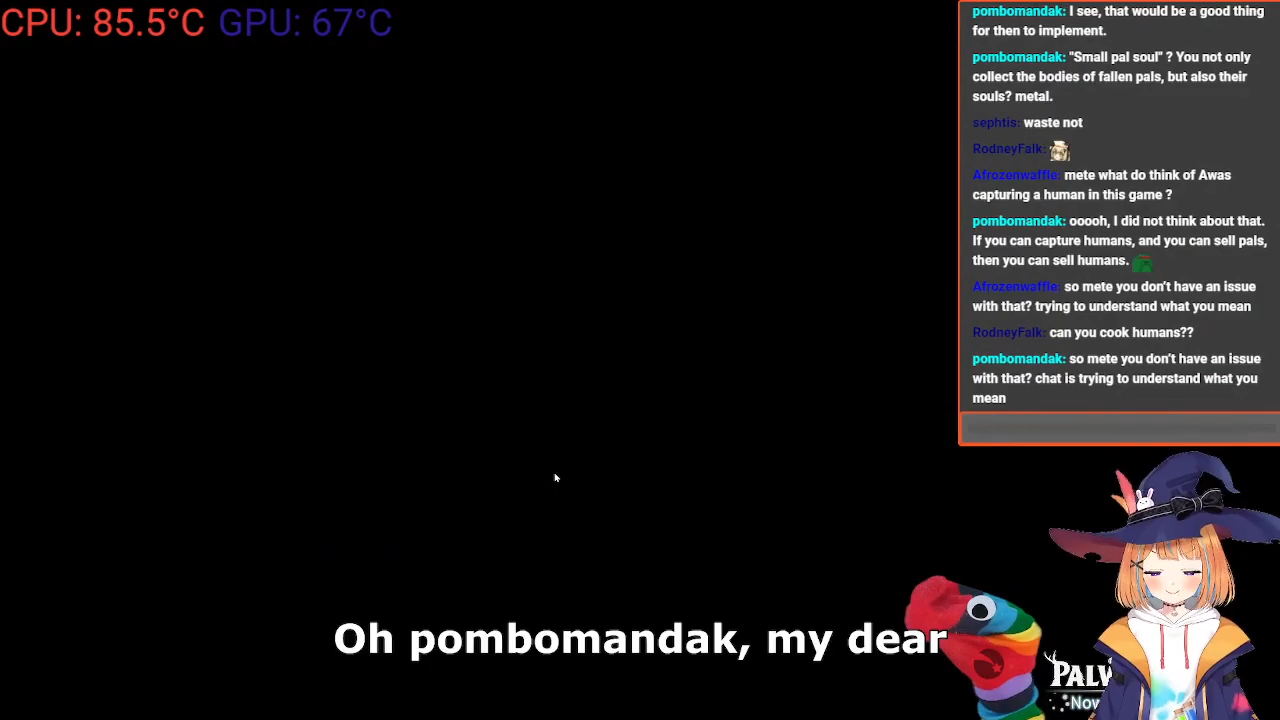 CPU: 85.5°C GPU: 67°C
pombomandak: I see, that would be a good thing
for then to implement.
pombomandak: "Small pal soul" ? You not only
collect the bodies of fallen pals, but also their
souls? metal.
sephtis: waste not
RodneyFalk:
Afrozenwaffle: mete what do think of Awas
capturing a human in this game ?
pombomandak: ooooh, I did not think about that.
If you can capture humans, and you can sell pals,
then you can sell humans.
Afrozenwaffle: so mete you don't have an issue
with that? trying to understand what you mean
RodneyFalk: can you cook humans??
pombomandak: so mete you don't have an issue
with that? chat is trying to understand what you
mean
Oh pombomandak, my dear
Now